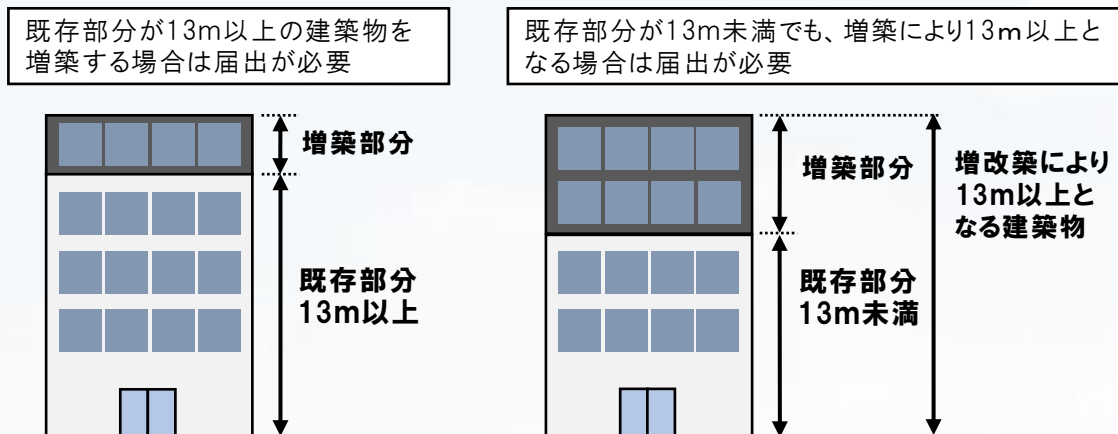 既存部分が13m以上の建築物を
増築する場合は届出が必要
既存部分が13m未満でも、増築により13ｍ以上と
なる場合は届出が必要
増築部分
既存部分
13m以上
増築部分
既存部分
13m未満
増改築により
13m以上と
なる建築物